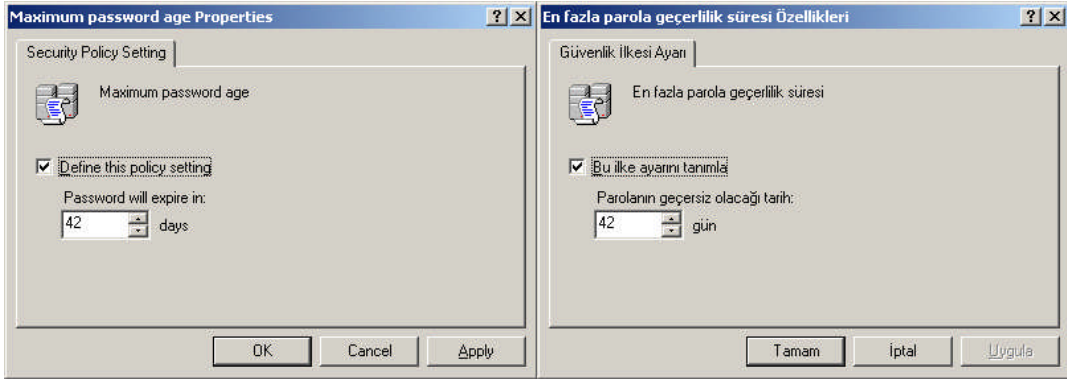 Maximum password age Properties
Security Policy Setting
Maximum password age
Define this policy setting
Password will expire in:
42 days
OK Cancel Apply
En fazla parola geçerlilik süresi Özellikleri
Güvenlik İlkesi Ayarı
En fazla parola geçerlilik süresi
Bu ilke ayarını tanımla
Parolanın geçersiz olacağı tarih:
42 gün
Tamam İptal Uygula